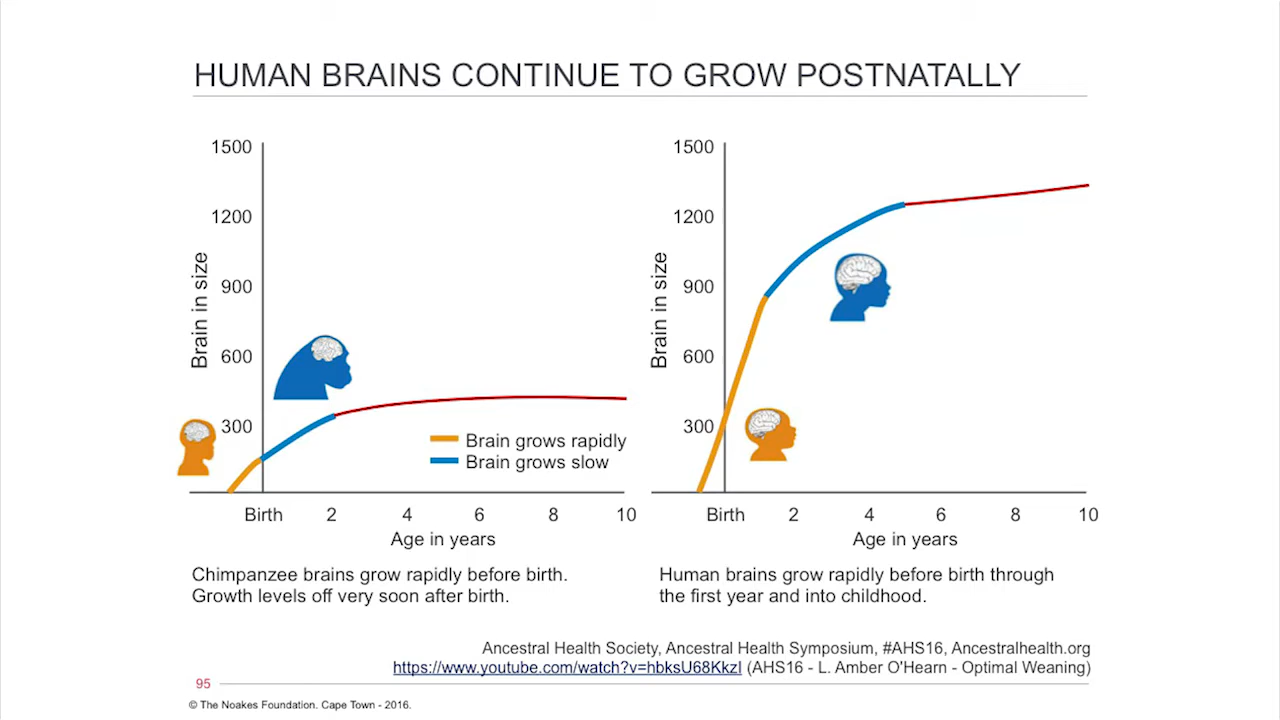 HUMAN BRAINS CONTINUE TO GROW POSTNATALLY
1500
1200
900
600
300
Brain in size
Brain grows rapidly
Brain grows slow
Birth 2 4 6 8 10
Age in years
Chimpanzee brains grow rapidly before birth.
Growth levels off very soon after birth.
1500
1200
900
600
300
Brain in size
Birth 2 4 6 8 10
Age in years
Human brains grow rapidly before birth through
the first year and into childhood.
Ancestral Health Society, Ancestral Health Symposium, #AHS16, Ancestralhealth.org
https://www.youtube.com/watch?v=hbksU68KkzI (AHS16 - L. Amber O'Hearn - Optimal Weaning)
95
© The Noakes Foundation. Cape Town - 2016.